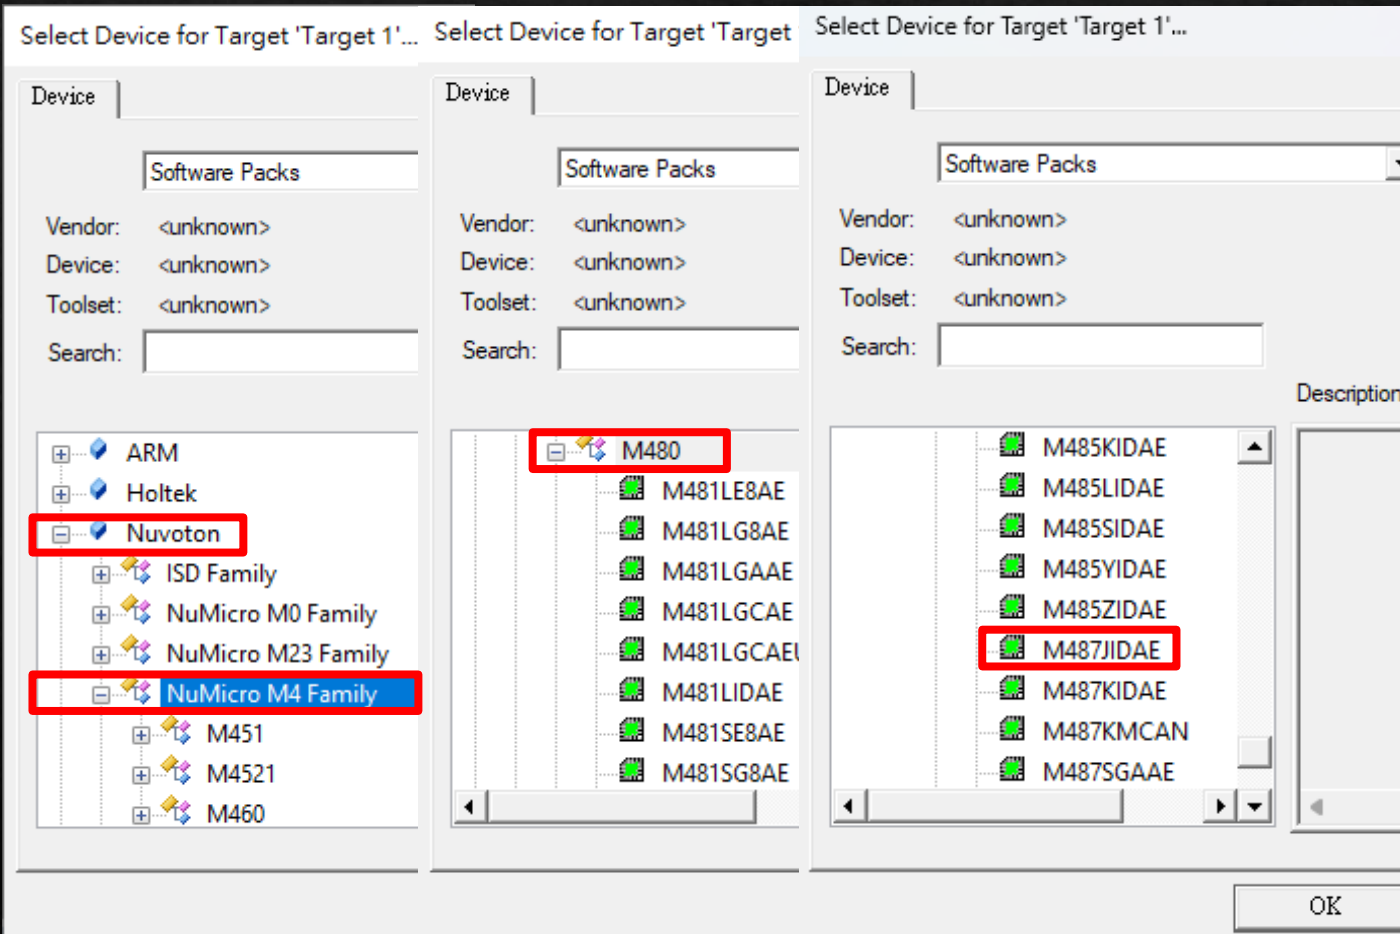 Select Device for Target 'Target 1'...
Device
Software Packs
Vendor: <unknown>
Device: <unknown>
Toolset: <unknown>
Search:
ARM
Holtek
Nuvoton
ISD Family
NuMicro M0 Family
NuMicro M23 Family
NuMicro M4 Family
M451
M4521
M460
Select Device for Target 'Target
Device
Software Packs
Vendor: <unknown>
Device: <unknown>
Toolset: <unknown>
Search:
M480
M481LE8AE
M481LG8AE
M481LGAAE
M481LGCAE
M481LGCAEU
M481LIDAE
M481SE8AE
M481SG8AE
Select Device for Target 'Target 1'...
Device
Software Packs
Vendor: <unknown>
Device: <unknown>
Toolset: <unknown>
Search:
Description
M485KIDAE
M485LIDAE
M485SIDAE
M485YIDAE
M485ZIDAE
M487JIDAE
M487KIDAE
M487KMCAN
M487SGAAE
OK